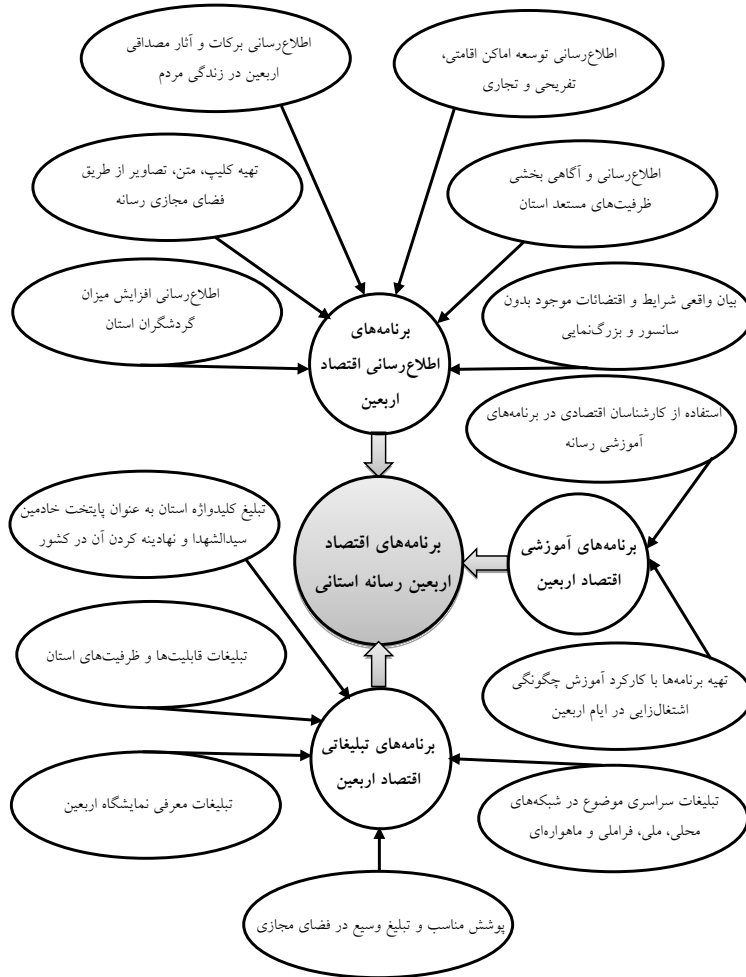 اطلاع‌رسانی توسعه اماکن اقامتی،
تفریحی و تجاری
اطلاع‌رسانی برکات و آثار مصداقی
اربعین در زندگی مردم
اطلاع‌رسانی و آگاهی بخشی
ظرفیت‌های مستعد استان
تهیه کلیپ، متن، تصاویر از طریق
فضای مجازی رسانه
بیان واقعی شرایط و اقتضائات موجود بدون
سانسور و بزرگ‌نمایی
اطلاع‌رسانی افزایش میزان
گردشگران استان
برنامه‌های
اطلاع‌رسانی اقتصاد
اربعین
استفاده از کارشناسان اقتصادی در برنامه‌های
آموزشی رسانه
برنامه‌های آموزشی
اقتصاد اربعین
برنامه‌های اقتصاد
اربعین رسانه استانی
تبلیغ کلیدواژه استان به عنوان پایتخت خادمین
سیدالشهدا و نهادینه کردن آن در کشور
تهیه برنامه‌ها با کارکرد آموزش چگونگی
اشتغال‌زایی در ایام اربعین
تبلیغات قابلیت‌ها و ظرفیت‌های استان
برنامه‌های تبلیغاتی
اقتصاد اربعین
تبلیغات سراسری موضوع در شبکه‌های
محلی، ملی، فراملی و ماهواره‌ای
تبلیغات معرفی نمایشگاه اربعین
پوشش مناسب و تبلیغ وسیع در فضای مجازی